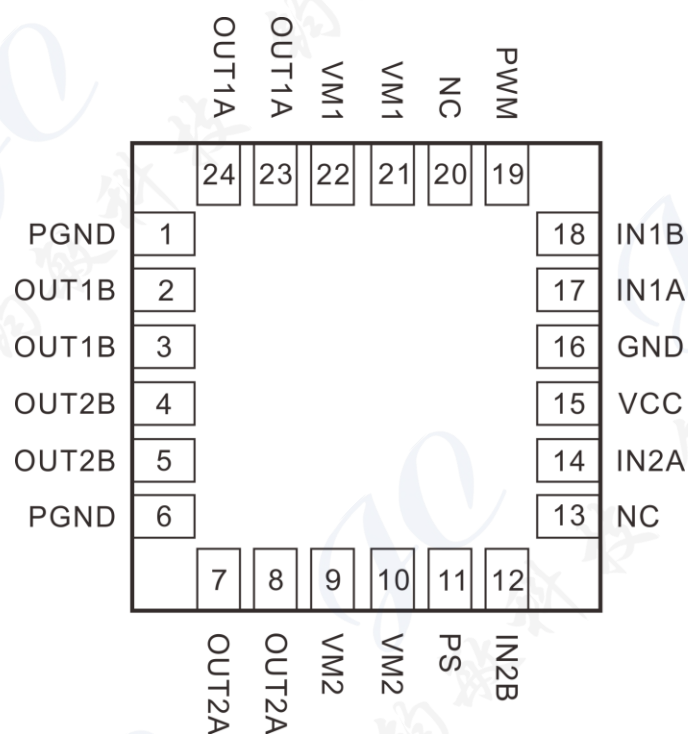 OUT1A OUT1A VM1 VM1 NC PWM
24 23 22 21 20 19
PGND 1 18 IN1B
OUT1B 2 17 IN1A
OUT1B 3 16 GND
OUT2B 4 15 VCC
OUT2B 5 14 IN2A
PGND 6 13 NC
7 8 9 10 11 12
OUT2A OUT2A VM2 VM2 PS IN2B